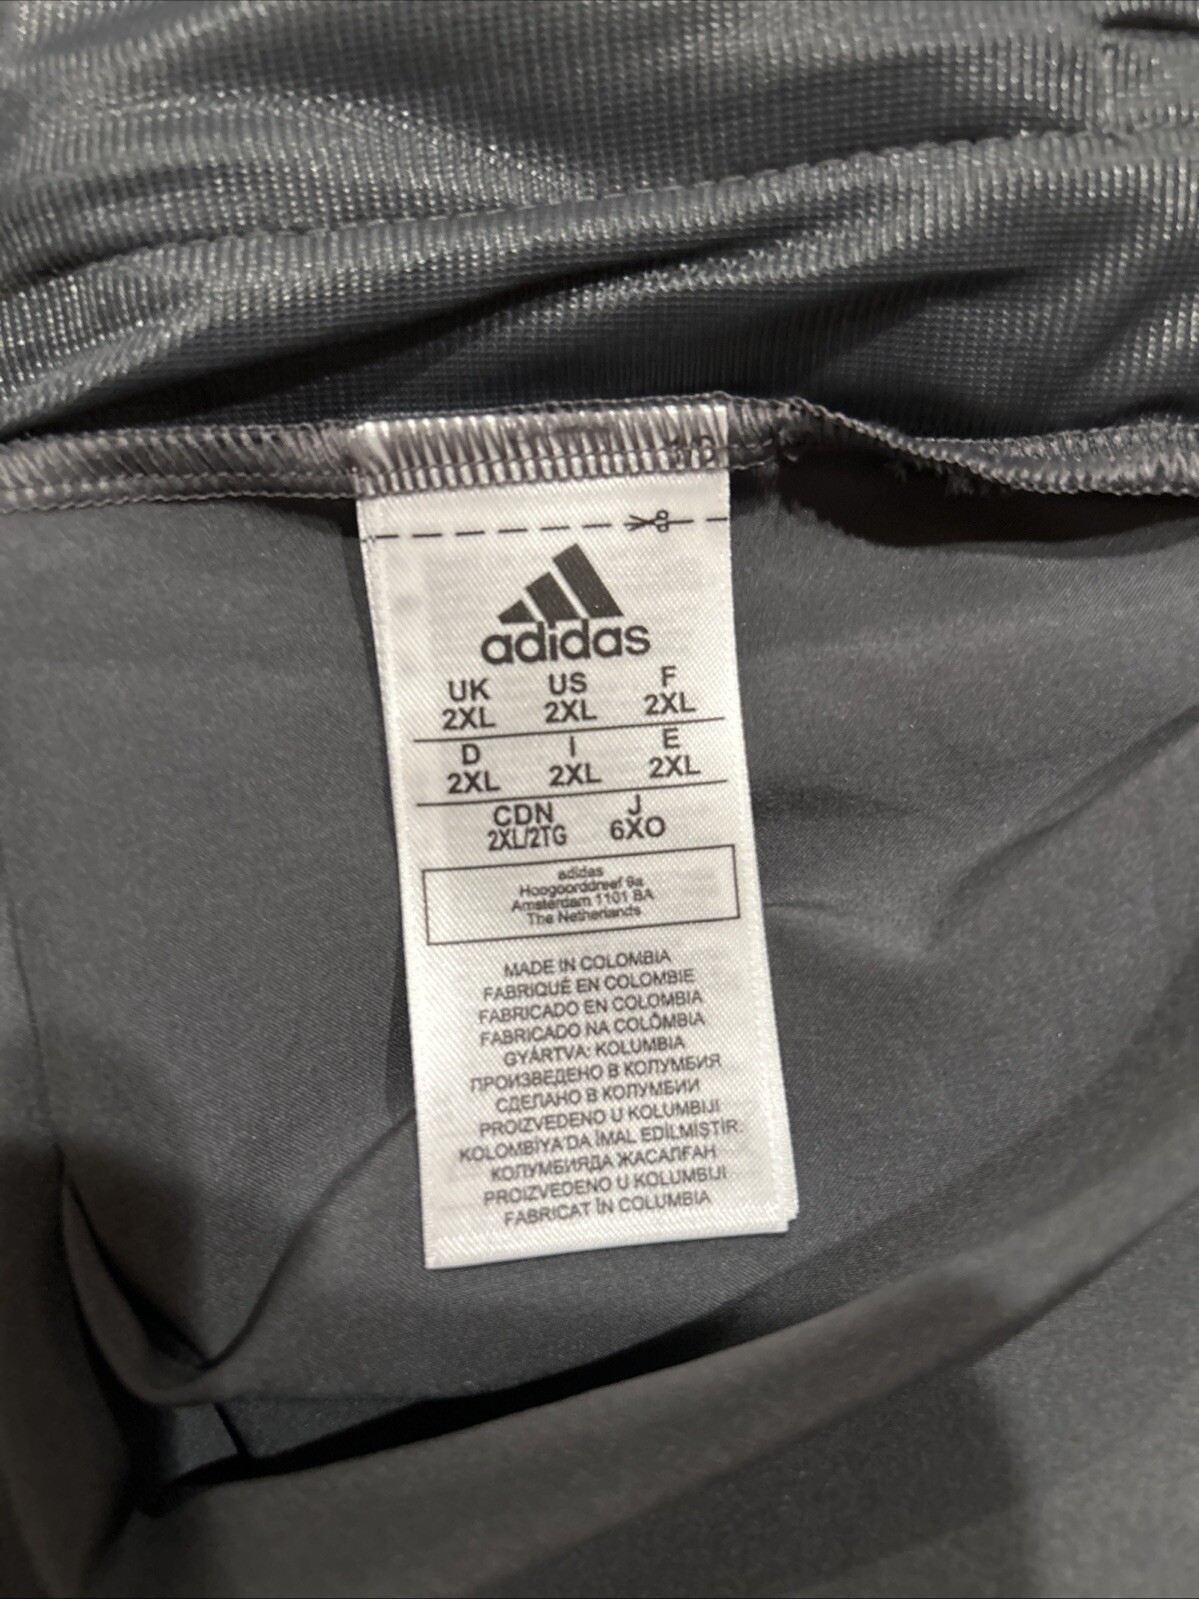 adidas
UK US F
2XL 2XL 2XL
D I E
2XL 2XL 2XL
CDN J
2XL/2TG 6XO
adidas
Hoogoorddreef 9a
Amsterdam 1101 BA
The Netherlands
MADE IN COLOMBIA
FABRIQUÉ EN COLOMBIE
FABRICADO EN COLOMBIA
FABRICADO NA COLÔMBIA
GYÁRTVA: KOLUMBIA
ПРОИЗВЕДЕНО В КОЛУМБИЯ
СДЕЛАНО В КОЛУМБИИ
PROIZVEDENO U KOLUMBIJI
KOLOMBİYA'DA İMAL EDİLMİŞTİR.
КОЛУМБИЯДА ЖАСАЛҒАН
PROIZVEDENO U KOLUMBIJI
FABRICAT ÎN COLUMBIA